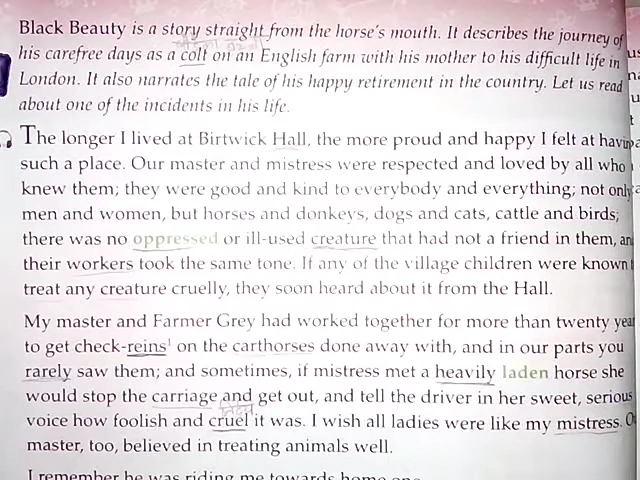 Black Beauty is a story straight from the horse's mouth. It describes the journey of
his carefree days as a colt on an English farm with his mother to his difficult life in
London. It also narrates the tale of his happy retirement in the country. Let us read
about one of the incidents in his life.
The longer I lived at Birtwick Hall, the more proud and happy I felt at having
such a place. Our master and mistress were respected and loved by all who
knew them; they were good and kind to everybody and everything; not only
men and women, but horses and donkeys, dogs and cats, cattle and birds;
there was no oppressed or ill-used creature that had not a friend in them, and
their workers took the same tone. If any of the village children were known
treat any creature cruelly, they soon heard about it from the Hall.
My master and Farmer Grey had worked together for more than twenty year
to get check-reins¹ on the carthorses done away with, and in our parts you
rarely saw them; and sometimes, if mistress met a heavily laden horse she
would stop the carriage and get out, and tell the driver in her sweet, serious
voice how foolish and cruel it was. I wish all ladies were like my mistress. O
master, too, believed in treating animals well.
I remember he was riding me towards home one